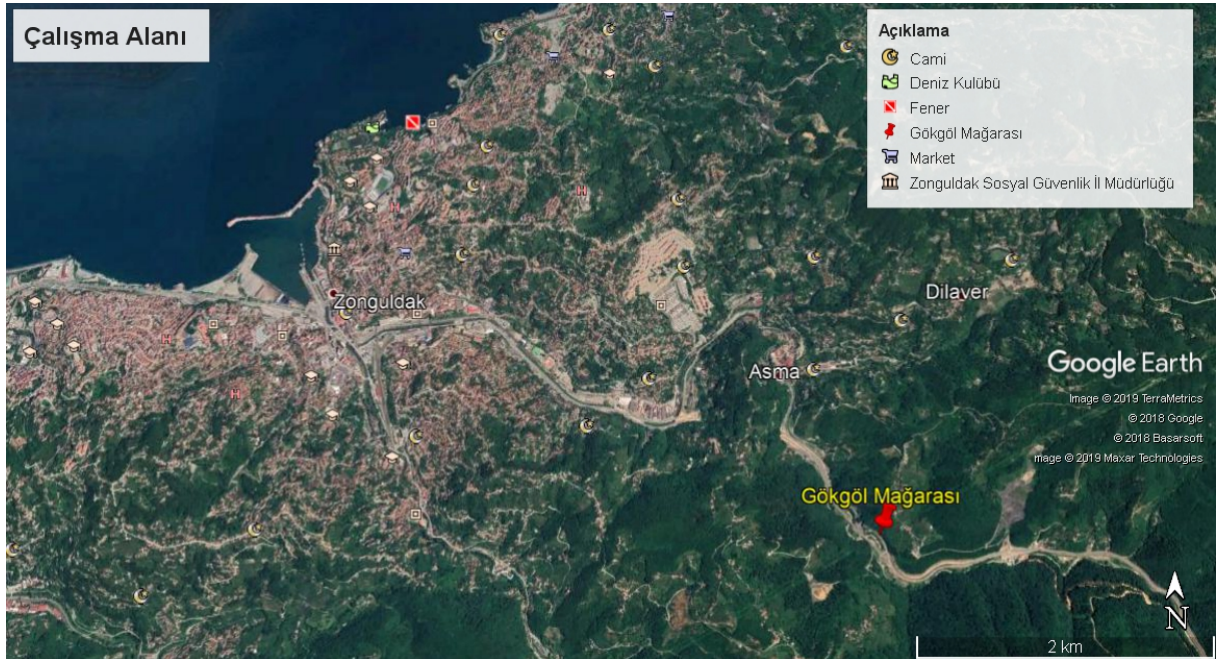 Çalışma Alanı
Açıklama
Cami
Deniz Kulübü
Fener
Gökgöl Mağarası
Market
Zonguldak Sosyal Güvenlik İl Müdürlüğü
H
H
Zonguldak
Dilaver
H
Asma
H
Google Earth
Image © 2019 TerraMetrics
© 2018 Google
© 2018 Basarsoft
mage © 2019 Maxar Technologies
Gökgöl Mağarası
N
2 km